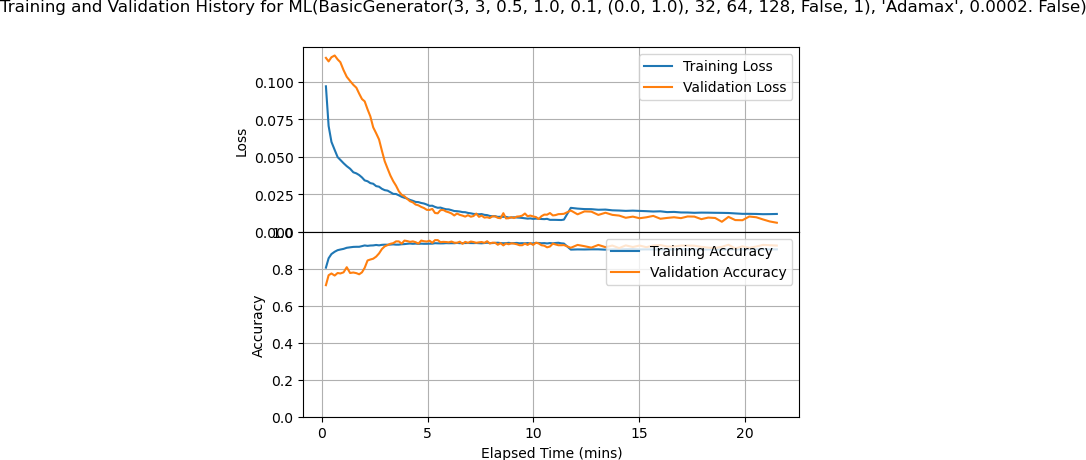 Training and Validation History for ML(BasicGenerator(3, 3, 0.5, 1.0, 0.1, (0.0, 1.0), 32, 64, 128, False, 1), 'Adamax', 0.0002. False)
Training Loss
Validation Loss
0.100
0.075
0.050
0.025
0.000
Loss
1.0
0.8
0.6
0.4
0.2
0.0
Accuracy
Training Accuracy
Validation Accuracy
0 5 10 15 20
Elapsed Time (mins)